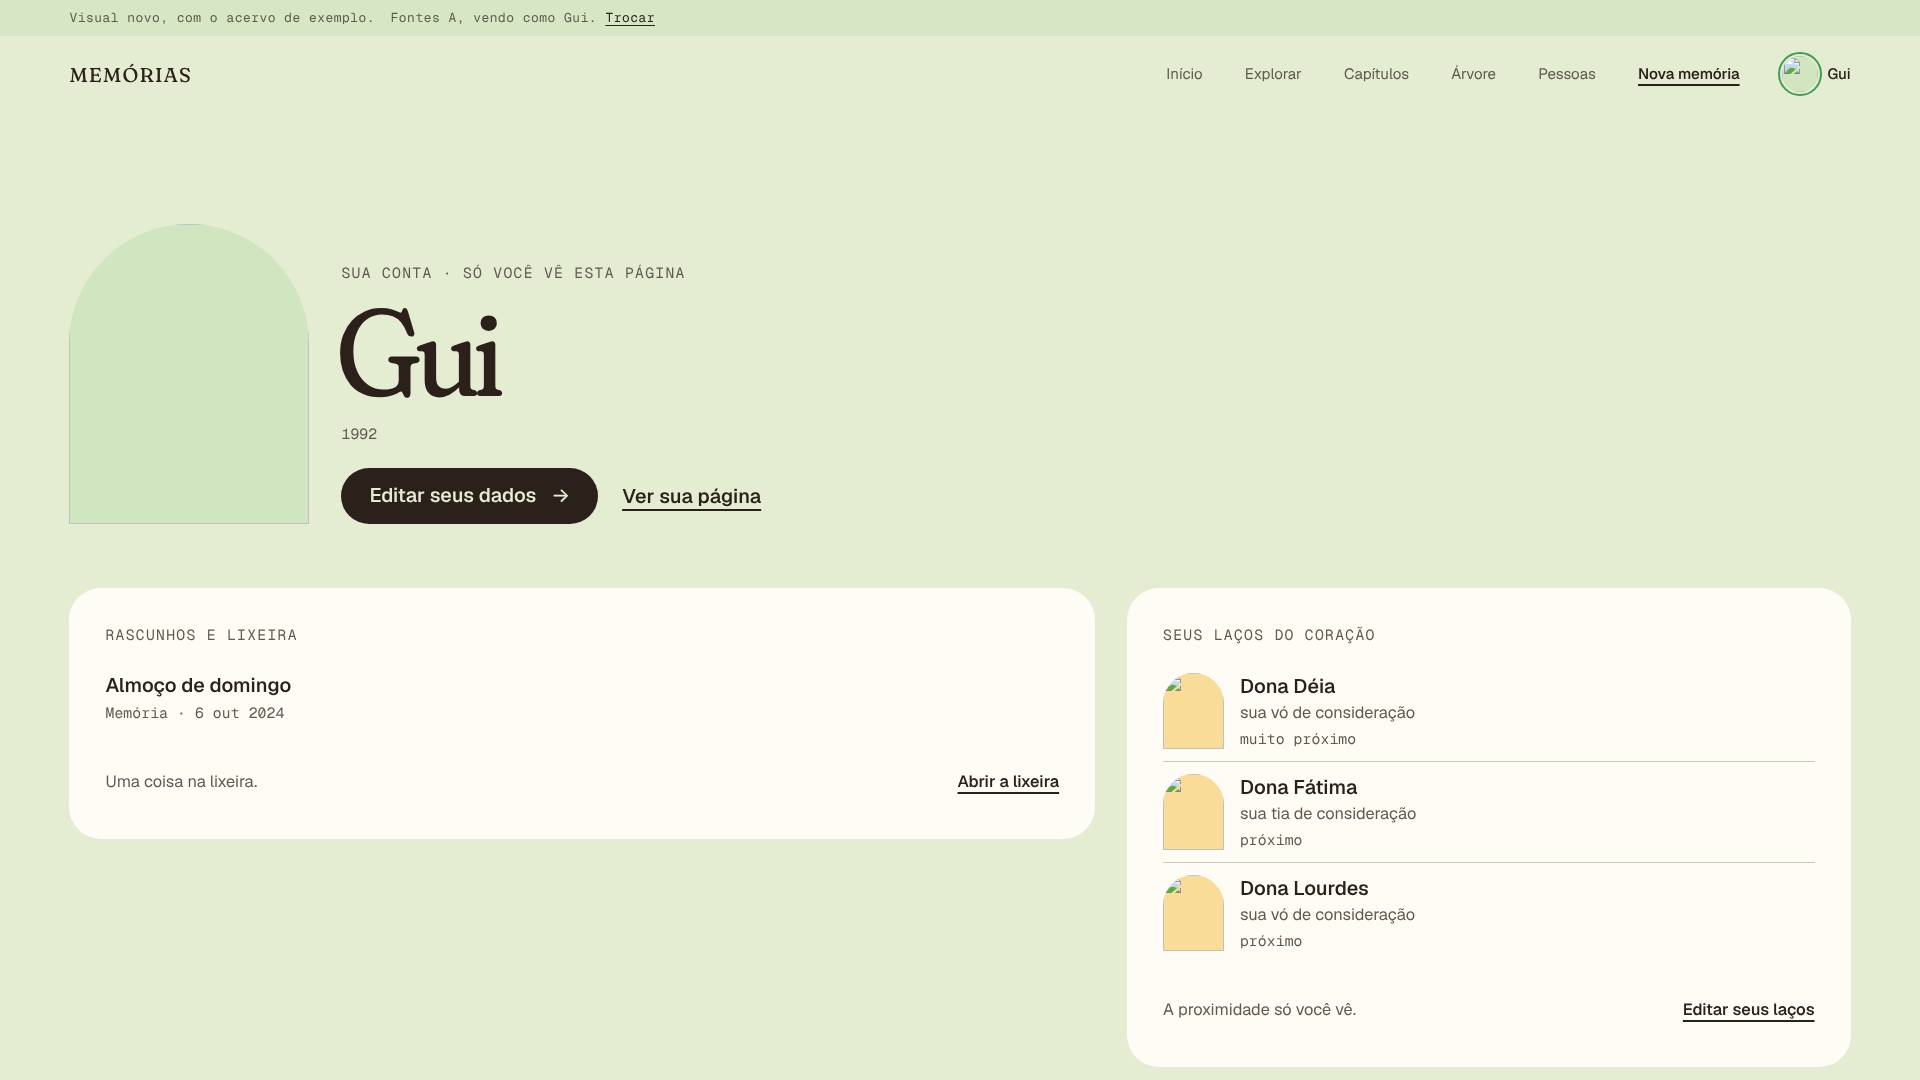 Visual novo, com o acervo de exemplo. Fontes A, vendo como Gui. Trocar
MEMÓRIAS
Início
Explorar
Capítulos
Árvore
Pessoas
Nova memória
Gui
SUA CONTA · SÓ VOCÊ VÊ ESTA PÁGINA
Gui
1992
Editar seus dados →
Ver sua página
RASCUNHOS E LIXEIRA
Almoço de domingo
Memória · 6 out 2024
Uma coisa na lixeira.
Abrir a lixeira
SEUS LAÇOS DO CORAÇÃO
Dona Déia
sua vó de consideração
muito próximo
Dona Fátima
sua tia de consideração
próximo
Dona Lourdes
sua vó de consideração
próximo
A proximidade só você vê.
Editar seus laços